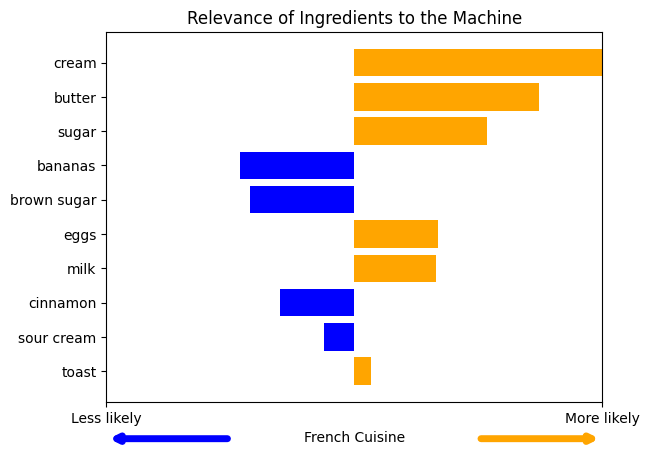 Relevance of Ingredients to the Machine
cream
butter
sugar
bananas
brown sugar
eggs
milk
cinnamon
sour cream
toast
Less likely
More likely
French Cuisine